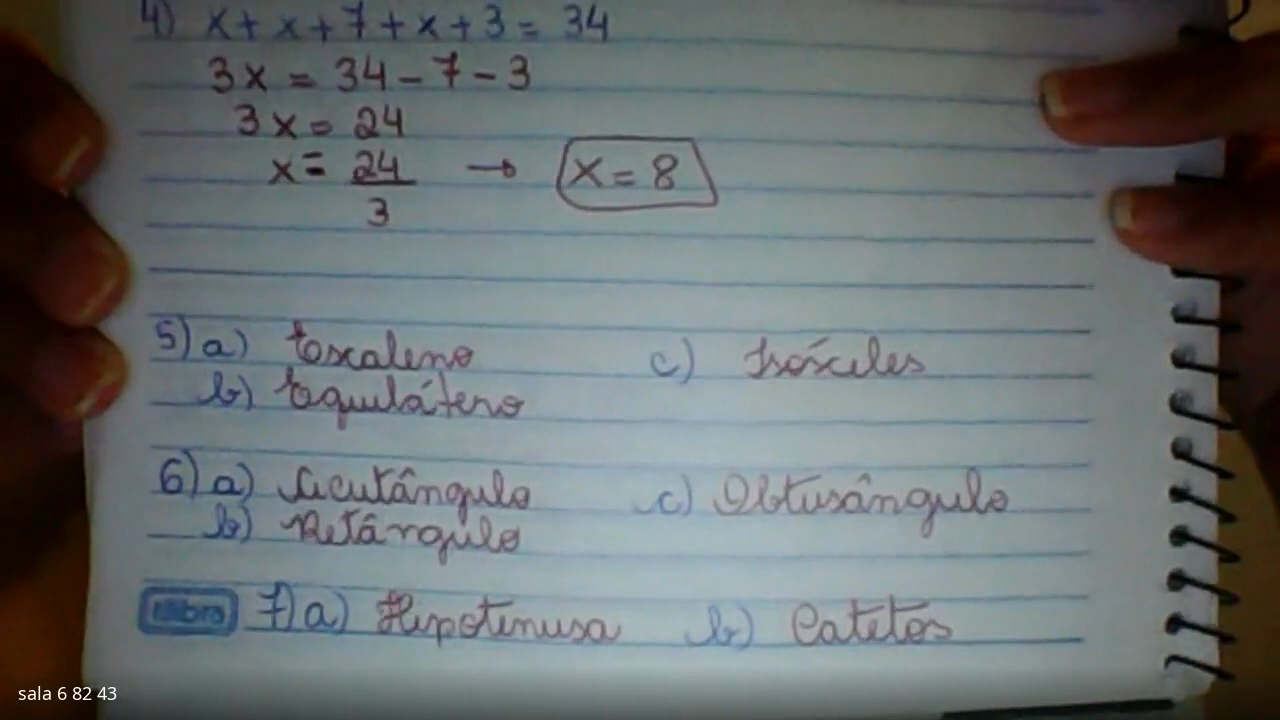 4) x + x + 7 + x + 3 = 34
3x = 34 - 7 - 3
3x = 24
x = 24/3 → x = 8
5) a) Escaleno c) Isósceles
b) Equilátero
6) a) Acutângulo c) Obtusângulo
b) Retângulo
7) a) Hipotenusa b) Catetos
sala 6 82 43